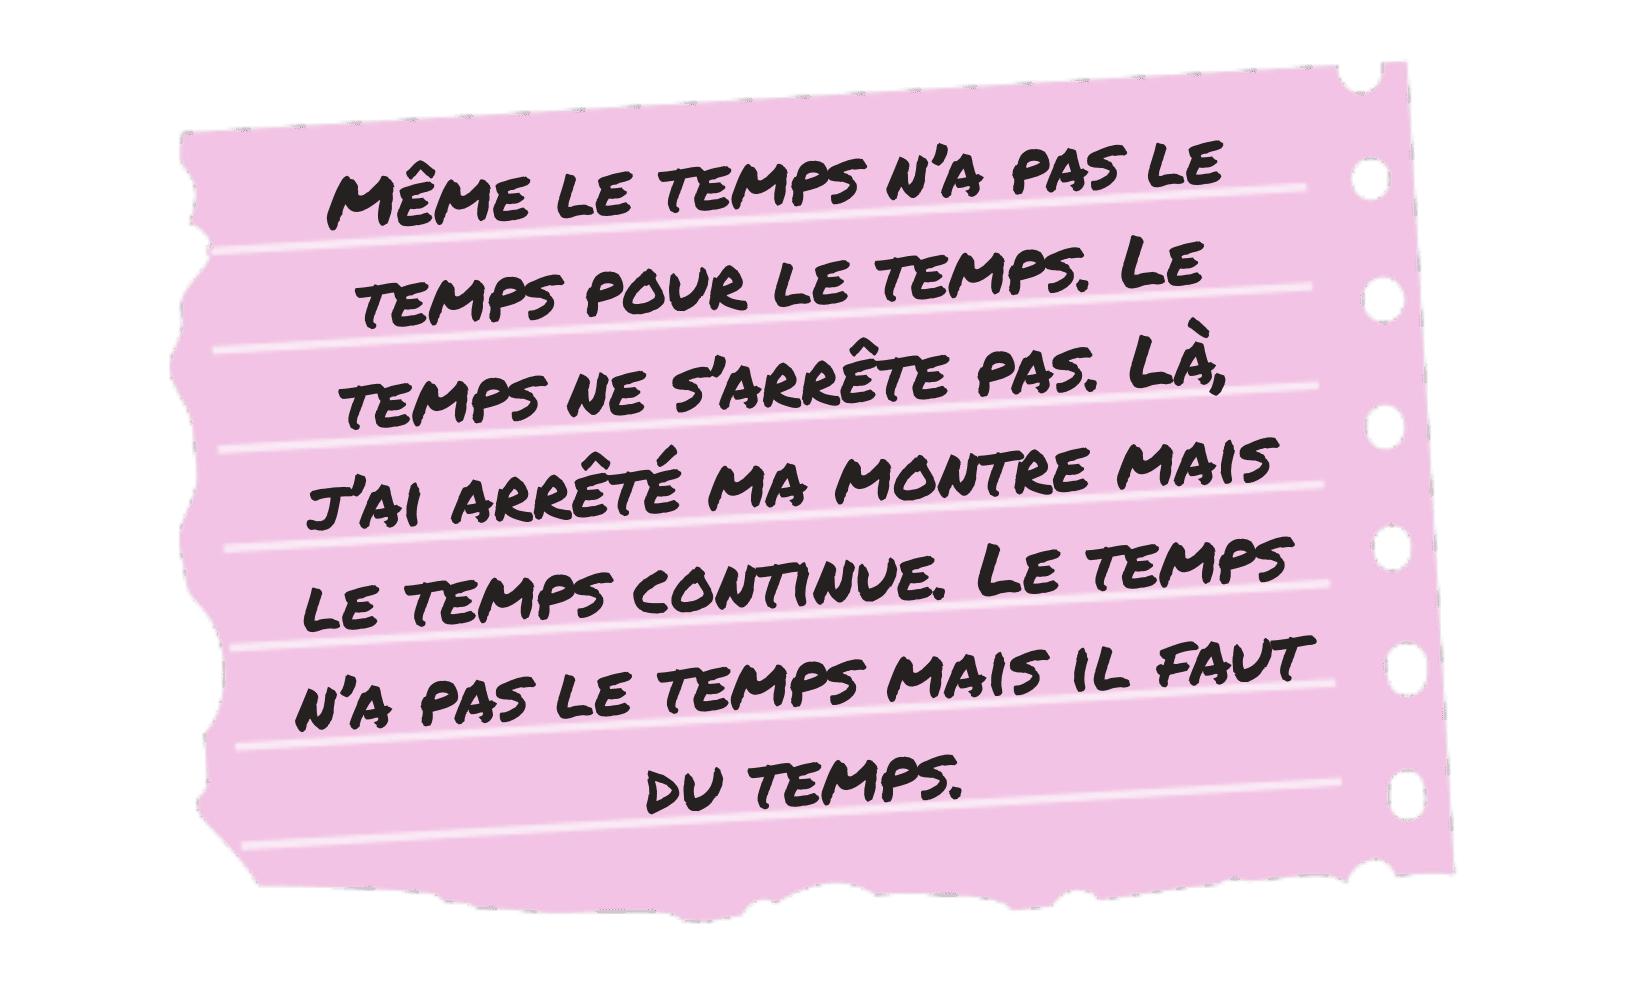 Même le temps n'a pas le
temps pour le temps. Le
temps ne s'arrête pas. Là,
j'ai arrêté ma montre mais
le temps continue. Le temps
n'a pas le temps mais il faut
du temps.